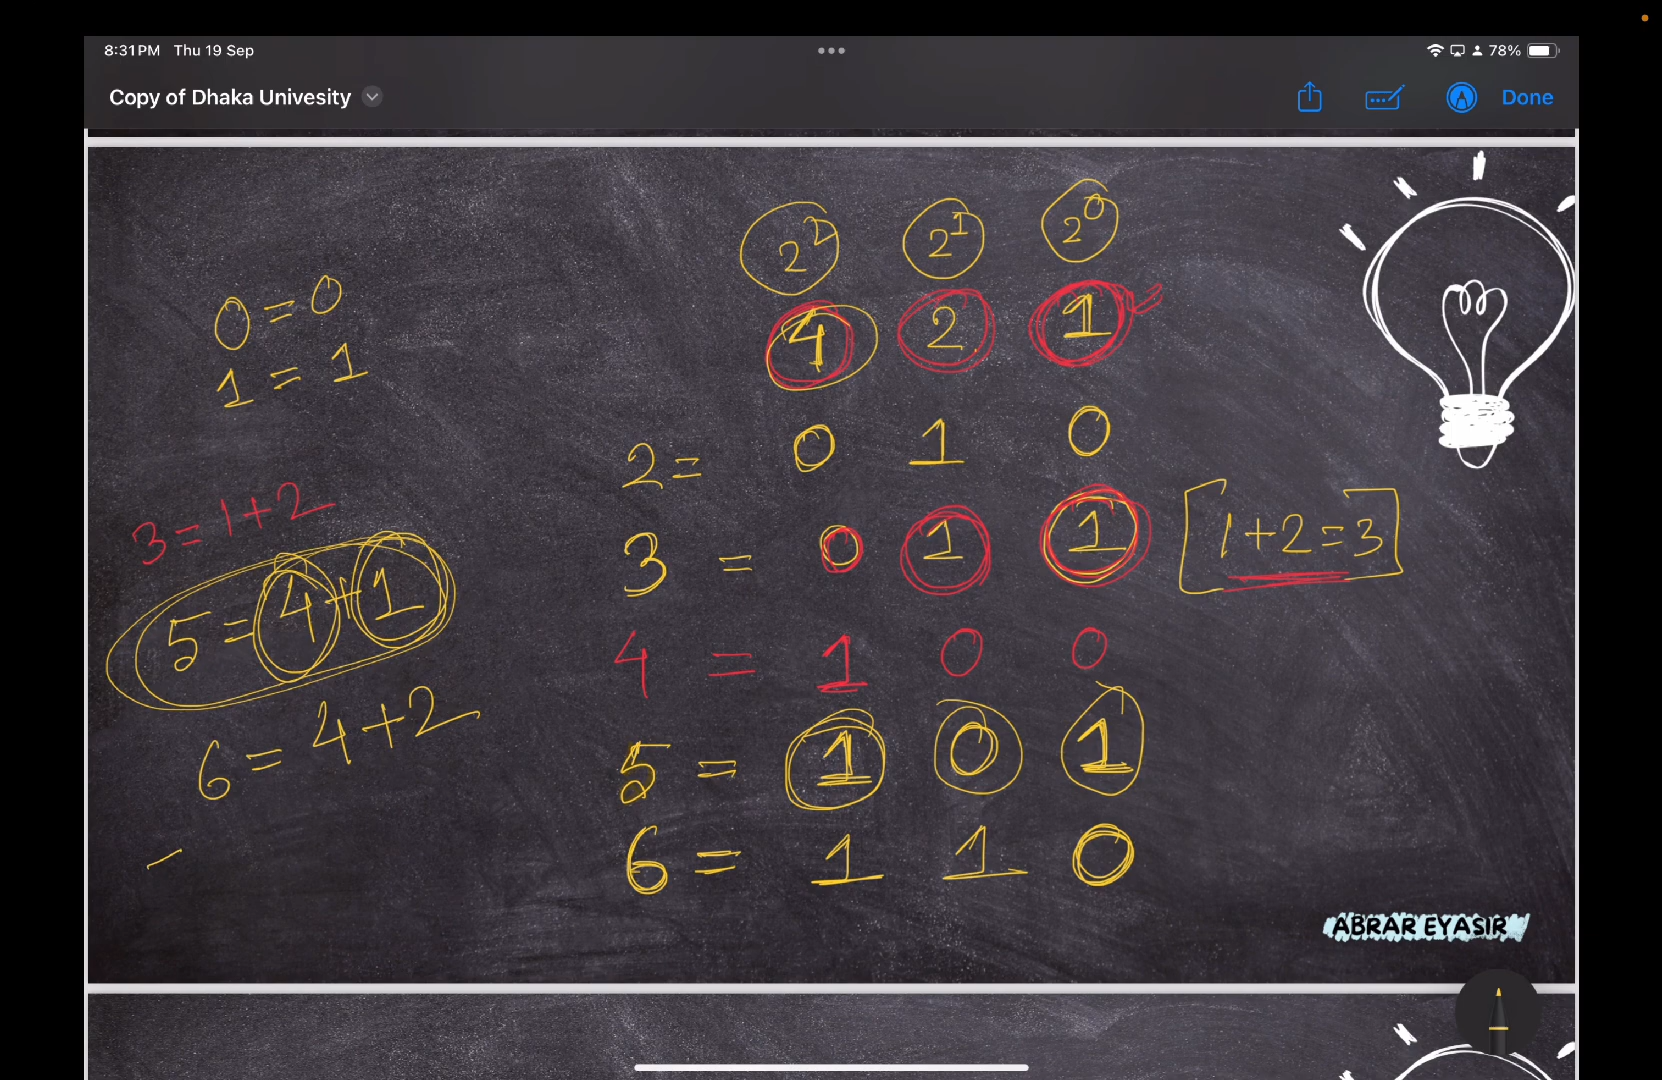 8:31PM Thu 19 Sep
78%
Copy of Dhaka Univesity
Done
2² 2¹ 2⁰
4 2 1
0=0
1=1
2= 0 1 0
3=1+2
3 = 0 1 1 [1+2=3]
5=4+1
4 = 1 0 0
6=4+2
5 = 1 0 1
6= 1 1 0
ABRAR EYASIR